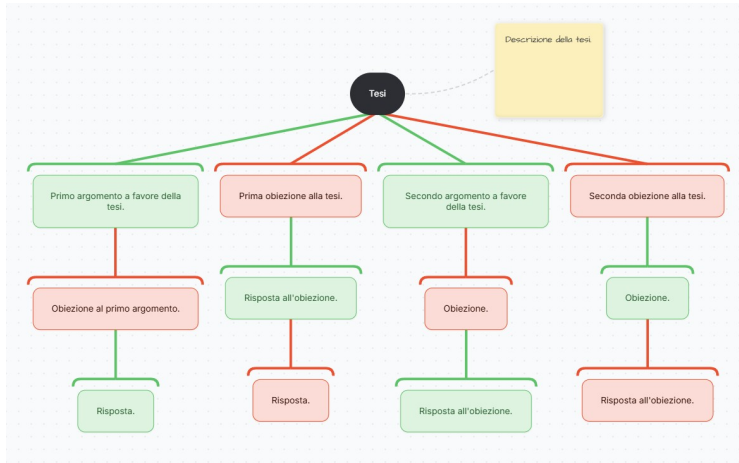 Descrizione della tesi.
Tesi
Primo argomento a favore della
tesi.
Prima obiezione alla tesi.
Secondo argomento a favore
della tesi.
Seconda obiezione alla tesi.
Obiezione al primo argomento.
Risposta all'obiezione.
Obiezione.
Obiezione.
Risposta.
Risposta.
Risposta all'obiezione.
Risposta all'obiezione.